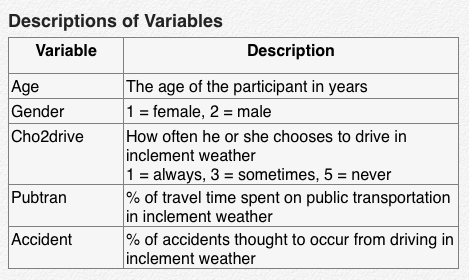 Descriptions of Variables
Variable Description
Age The age of the participant in years
Gender 1 = female, 2 = male
Cho2drive How often he or she chooses to drive in
inclement weather
1 = always, 3 = sometimes, 5 = never
Pubtran % of travel time spent on public transportation
in inclement weather
Accident % of accidents thought to occur from driving in
inclement weather